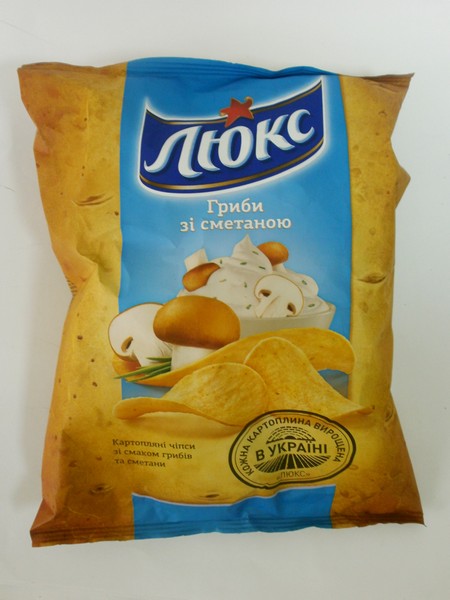 Люкс
Гриби
зі сметаною
Картопляні чіпси
зі смаком грибів
та сметани
КОЖНА КАРТОПЛИНА ВИРОЩЕНА
В УКРАЇНІ
„ЛЮКС“